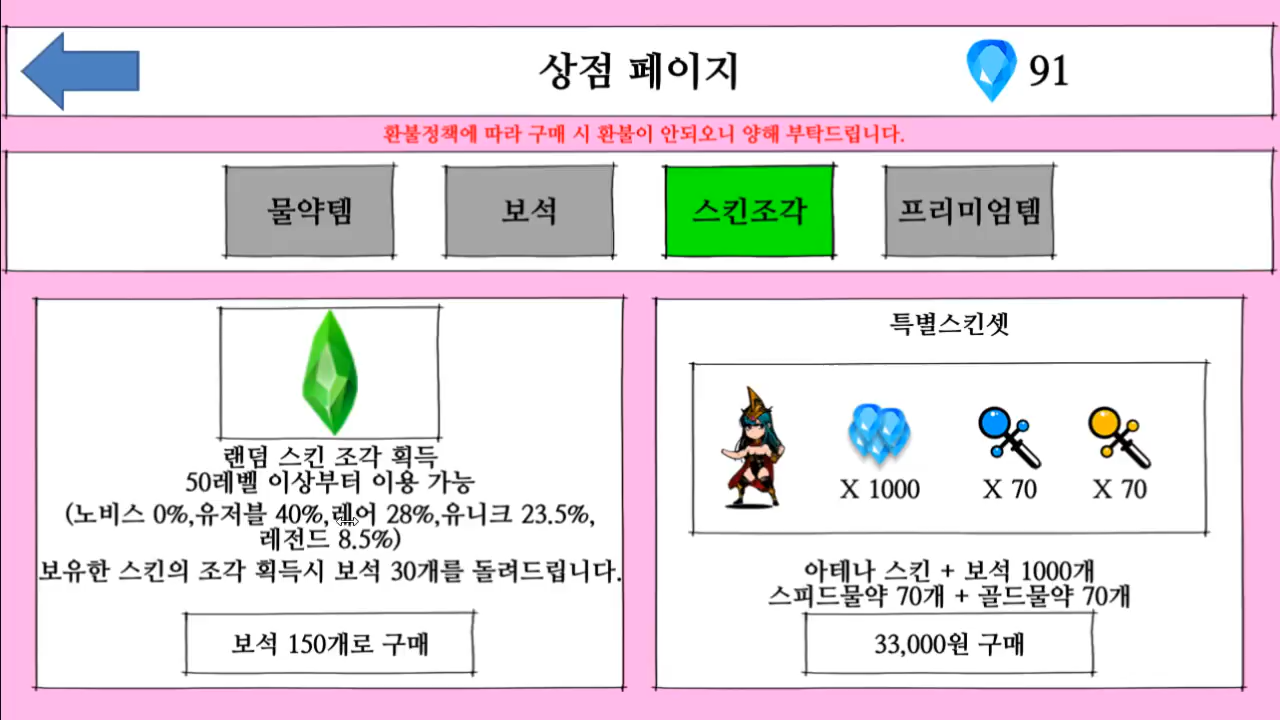 상점 페이지
91
환불정책에 따라 구매 시 환불이 안되오니 양해 부탁드립니다.
물약템
보석
스킨조각
프리미엄템
랜덤 스킨 조각 획득
50레벨 이상부터 이용 가능
(노비스 0%,유저블 40%,레어 28%,유니크 23.5%,
레전드 8.5%)
보유한 스킨의 조각 획득시 보석 30개를 돌려드립니다.
보석 150개로 구매
특별스킨셋
X 1000
X 70
X 70
아테나 스킨 + 보석 1000개
스피드물약 70개 + 골드물약 70개
33,000원 구매